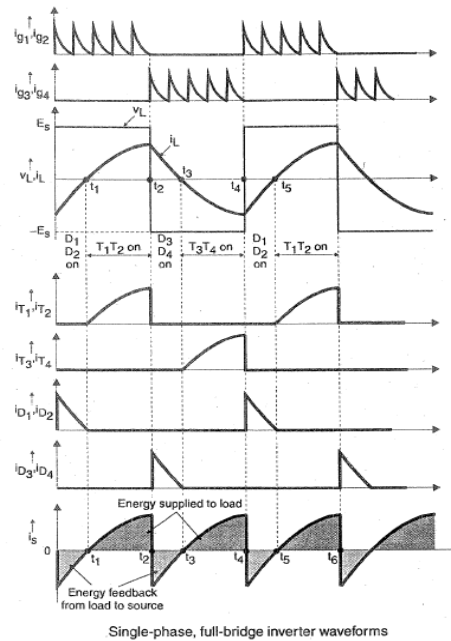 ig1,ig2
ig3,ig4
Es
vL
iL
vL,iL
t1 t2 t3 t4 t5
-Es
D1 D2 on
T1T2 on
D3 D4 on
T3T4 on
D1 D2 on
T1T2 on
iT1,iT2
iT3,iT4
iD1,iD2
iD3,iD4
Energy supplied to load
is
0
t1 t2 t3 t4 t5 t6
Energy feedback
from load to source
Single-phase, full-bridge inverter waveforms